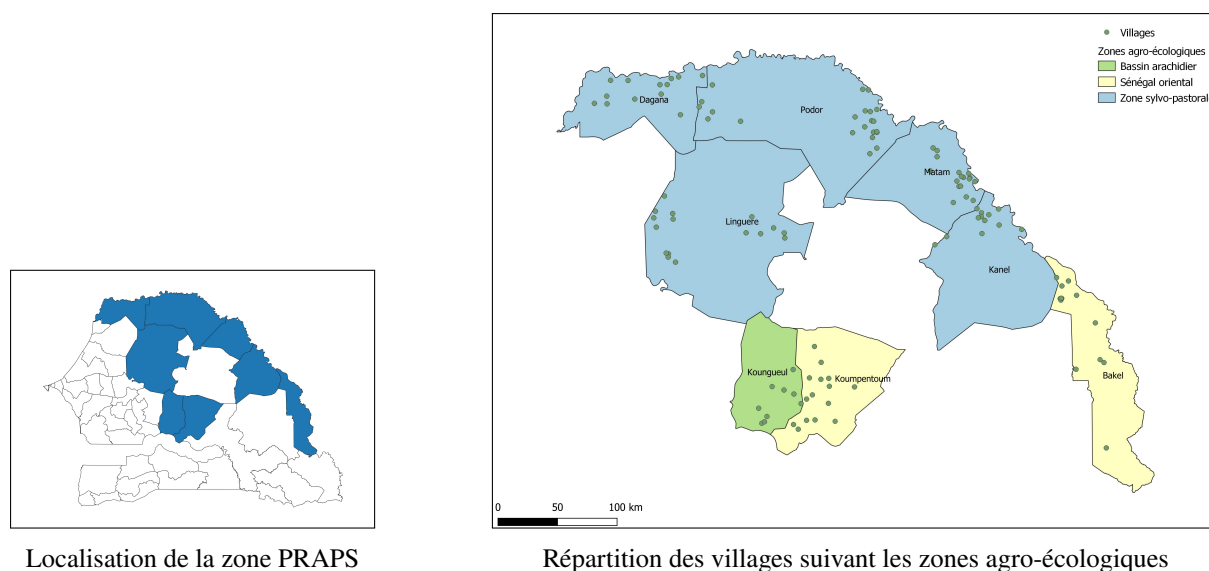 Villages
Zones agro-écologiques
Bassin arachidier
Sénégal oriental
Zone sylvo-pastorale
Dagana
Podor
Matam
Linguere
Kanel
Koungueul
Koumpentoum
Bakel
0 50 100 km
Localisation de la zone PRAPS
Répartition des villages suivant les zones agro-écologiques